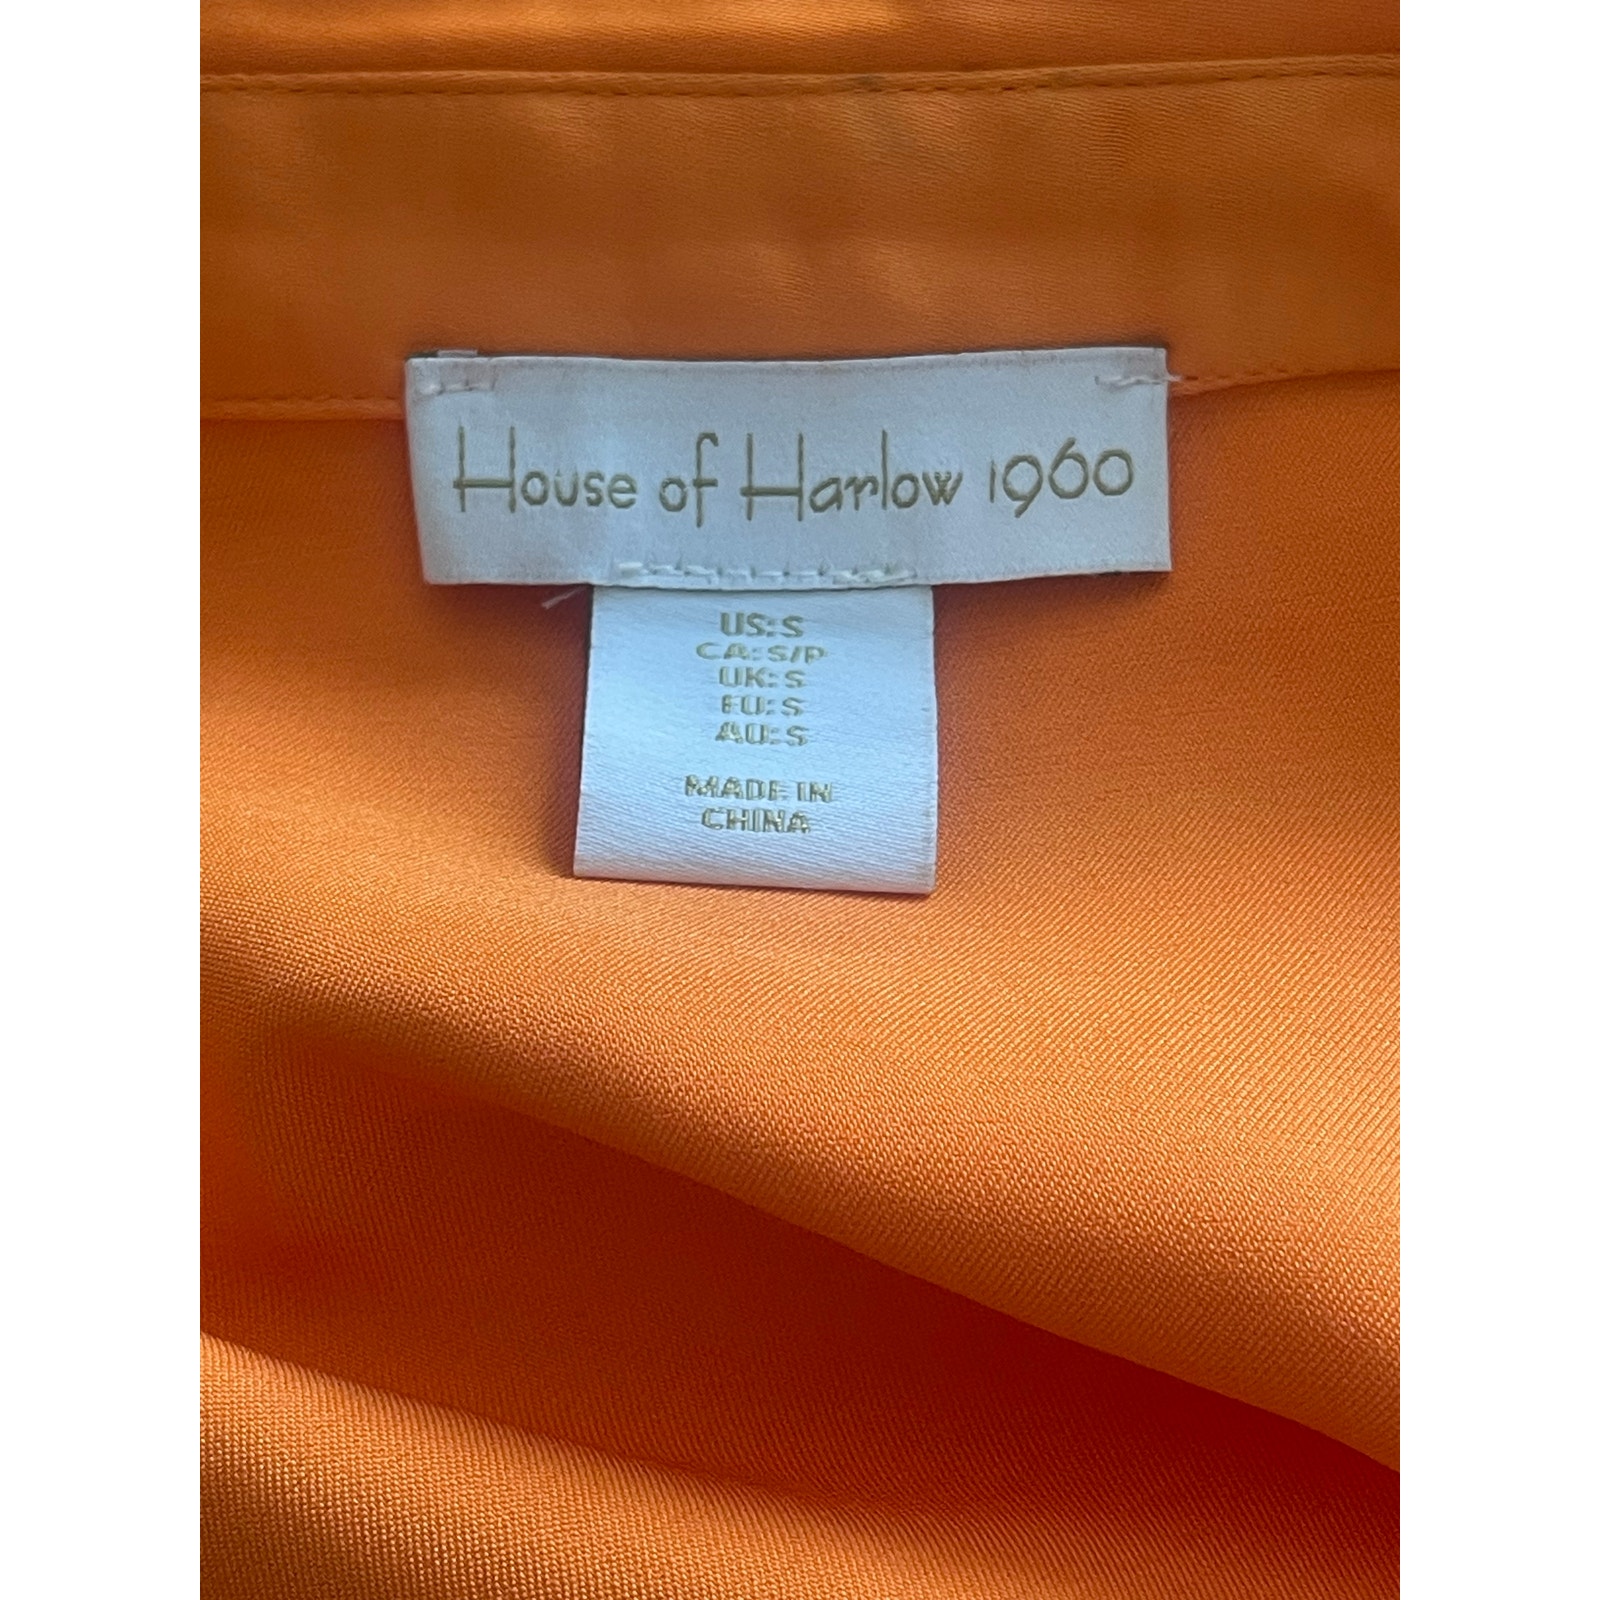 House of Harlow 1960
US: S
CA: S/P
UK: S
EU: S
AU: S
MADE IN
CHINA